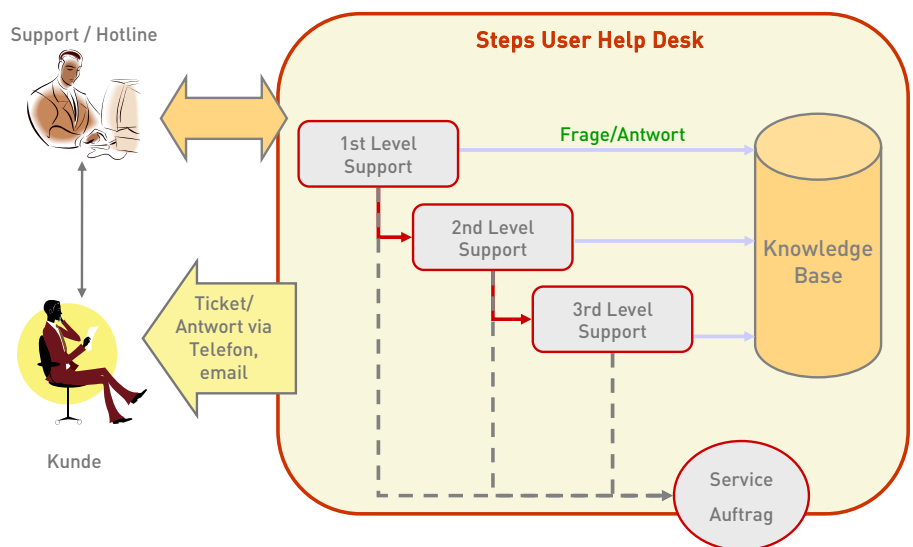 Support / Hotline
Steps User Help Desk
1st Level
Support
Frage/Antwort
2nd Level
Support
Knowledge
Base
3rd Level
Support
Ticket/
Antwort via
Telefon,
email
Kunde
Service
Auftrag